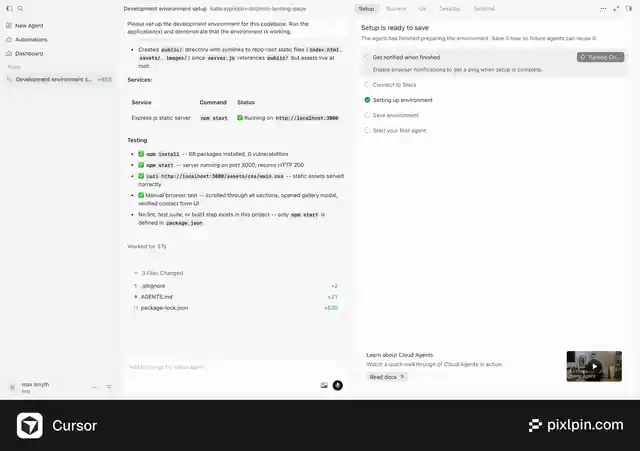 Development environment setup
Setup
Terminal
New Agent
Automations
Dashboard
Today
Development environment s... +853
Please set up the development environment for this codebase. Run the
application(s) and demonstrate that the environment is working.
Created public/ directory with symlinks to repo-root static files (index.html,
assets/, images/) since server.js references public/ but assets live at
root.
Services:
Service Command Status
Express.js static server npm start Running on http://localhost:3000
Testing
npm install -- 68 packages installed, 0 vulnerabilities
npm start -- server running on port 3000, returns HTTP 200
curl http://localhost:3000/assets/css/main.css -- static assets served
correctly
Manual browser test -- scrolled through all sections, opened gallery modal,
verified contact form UI
No lint, test suite, or build step exists in this project -- only npm start is
defined in package.json.
Worked for 57s
3 Files Changed
.gitignore +2
AGENTS.md +21
package-lock.json +830
max smyth
Setup is ready to save
The agent has finished preparing the environment. Save it now so future agents can reuse it.
Get notified when finished
Turning On...
Enable browser notifications to get a ping when setup is complete.
Connect to Slack
Setting up environment
Save environment
Start your first agent
Learn about Cloud Agents
Watch a quick walkthrough of Cloud Agents in action.
Read docs
Cursor
pixlpin.com